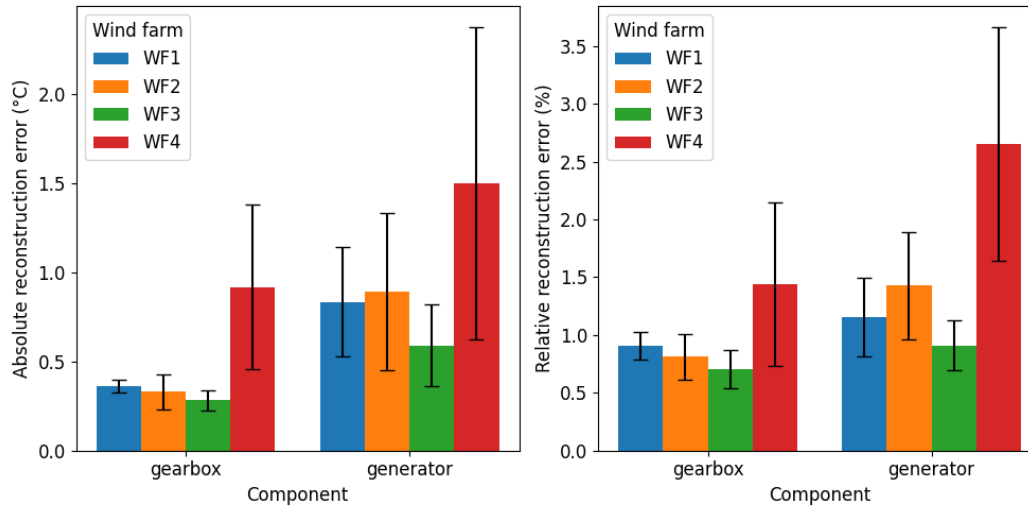 Absolute reconstruction error (°C)
2.0
1.5
1.0
0.5
0.0
Wind farm
WF1
WF2
WF3
WF4
gearbox
generator
Component
Relative reconstruction error (%)
3.5
3.0
2.5
2.0
1.5
1.0
0.5
0.0
Wind farm
WF1
WF2
WF3
WF4
gearbox
generator
Component